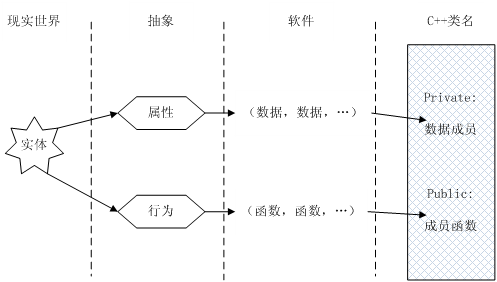 现实世界 抽象 软件 C++类名
Private:
属性 (数据，数据，…)
数据成员
实体
Public:
行为 (函数，函数，…)
成员函数